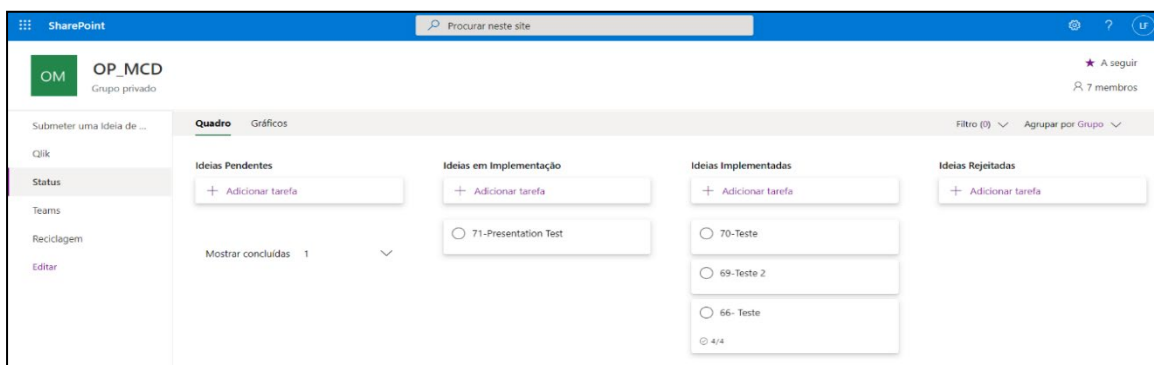 SharePoint
Procurar neste site
?
LF
OM
OP_MCD
Grupo privado
A seguir
7 membros
Submeter uma Ideia de ...
Qlik
Status
Teams
Reciclagem
Editar
Quadro Gráficos
Filtro (0) Agrupar por Grupo
Ideias Pendentes
+ Adicionar tarefa
Mostrar concluídas 1
Ideias em Implementação
+ Adicionar tarefa
71-Presentation Test
Ideias Implementadas
+ Adicionar tarefa
70-Teste
69-Teste 2
66- Teste
4/4
Ideias Rejeitadas
+ Adicionar tarefa